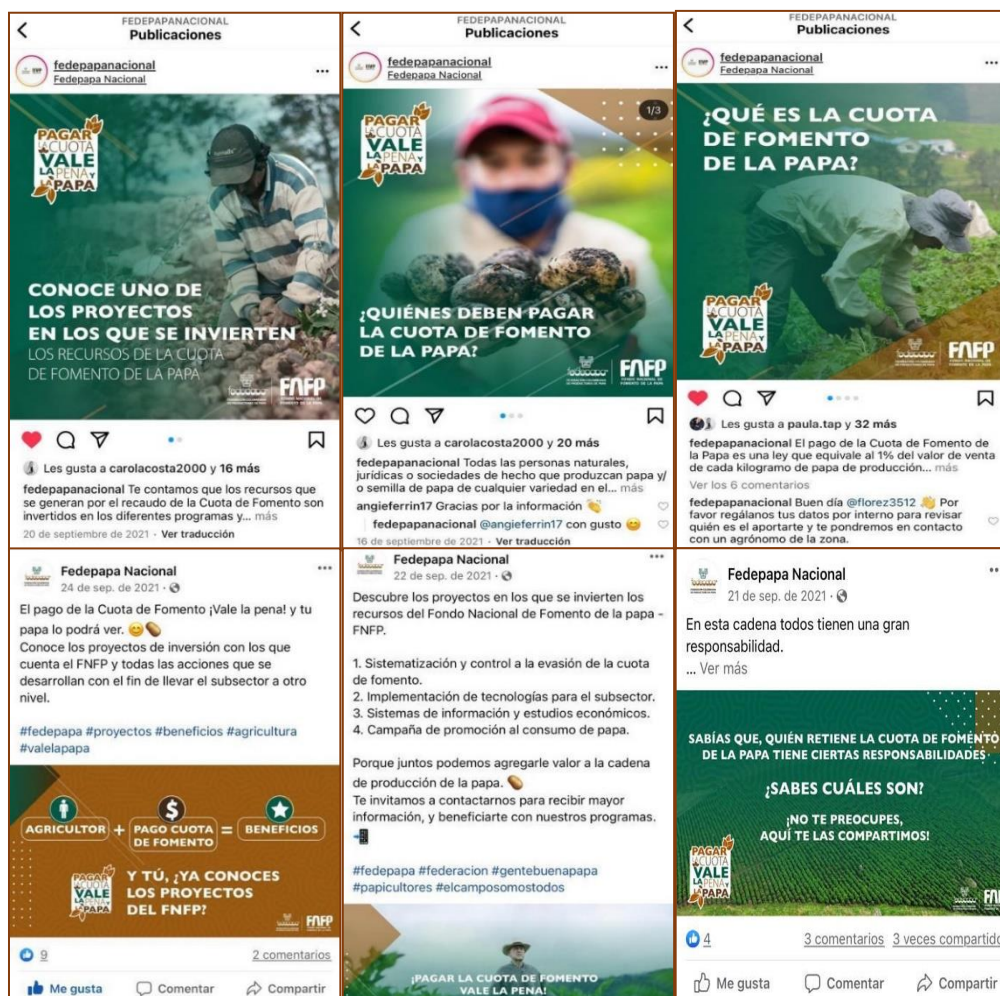 FEDEPAPANACIONAL
Publicaciones
fedepapanacional
Fedepapa Nacional
PAGAR
LA CUOTA
VALE
LA PENA Y
LA PAPA
CONOCE UNO DE
LOS PROYECTOS
EN LOS QUE SE INVIERTEN
LOS RECURSOS DE LA CUOTA
DE FOMENTO DE LA PAPA
FNFP
Les gusta a carolacosta2000 y 16 más
fedepapanacional Te contamos que los recursos que
se generan por el recaudo de la Cuota de Fomento son
invertidos en los diferentes programas y... más
20 de septiembre de 2021 · Ver traducción
FEDEPAPANACIONAL
Publicaciones
fedepapanacional
Fedepapa Nacional
1/3
PAGAR
LA CUOTA
VALE
LA PENA Y
LA PAPA
¿QUIÉNES DEBEN PAGAR
LA CUOTA DE FOMENTO
DE LA PAPA?
FNFP
Les gusta a carolacosta2000 y 20 más
fedepapanacional Todas las personas naturales,
jurídicas o sociedades de hecho que produzcan papa y/
o semilla de papa de cualquier variedad en el... más
angieferrin17 Gracias por la información 👏
fedepapanacional @angieferrin17 con gusto 😊
16 de septiembre de 2021 · Ver traducción
FEDEPAPANACIONAL
Publicaciones
fedepapanacional
Fedepapa Nacional
¿QUÉ ES LA CUOTA
DE FOMENTO
DE LA PAPA?
PAGAR
LA CUOTA
VALE
LA PENA Y
LA PAPA
FNFP
Les gusta a paula.tap y 32 más
fedepapanacional El pago de la Cuota de Fomento de
la Papa es una ley que equivale al 1% del valor de venta
de cada kilogramo de papa de producción... más
Ver los 6 comentarios
fedepapanacional Buen día @florez3512 👋 Por
favor regálanos tus datos por interno para revisar
quién es el aportarte y te pondremos en contacto
con un agrónomo de la zona.
Fedepapa Nacional
24 de sep. de 2021 ·
El pago de la Cuota de Fomento ¡Vale la pena! y tu
papa lo podrá ver. 😊🥔
Conoce los proyectos de inversión con los que
cuenta el FNFP y todas las acciones que se
desarrollan con el fin de llevar el subsector a otro
nivel.
#fedepapa #proyectos #beneficios #agricultura
#valelapapa
AGRICULTOR + PAGO CUOTA DE FOMENTO = BENEFICIOS
PAGAR
LA CUOTA
VALE
LA PENA Y
LA PAPA
Y TÚ, ¿YA CONOCES
LOS PROYECTOS
DEL FNFP?
FNFP
9
2 comentarios
Me gusta Comentar Compartir
Fedepapa Nacional
22 de sep. de 2021 ·
Descubre los proyectos en los que se invierten los
recursos del Fondo Nacional de Fomento de la papa -
FNFP.
1. Sistematización y control a la evasión de la cuota
de fomento.
2. Implementación de tecnologías para el subsector.
3. Sistemas de información y estudios económicos.
4. Campaña de promoción al consumo de papa.
Porque juntos podemos agregarle valor a la cadena
de producción de la papa. 🥔
Te invitamos a contactarnos para recibir mayor
información, y beneficiarte con nuestros programas.
📲
#fedepapa #federacion #gentebuenapapa
#papicultores #elcamposomostodos
¡PAGAR LA CUOTA DE FOMENTO
VALE LA PENA!
Fedepapa Nacional
21 de sep. de 2021 ·
En esta cadena todos tienen una gran
responsabilidad.
... Ver más
SABÍAS QUE, QUIÉN RETIENE LA CUOTA DE FOMENTO
DE LA PAPA TIENE CIERTAS RESPONSABILIDADES
¿SABES CUÁLES SON?
¡NO TE PREOCUPES,
AQUÍ TE LAS COMPARTIMOS!
PAGAR
LA CUOTA
VALE
LA PENA Y
LA PAPA
4
3 comentarios 3 veces compartido
Me gusta Comentar Compartir